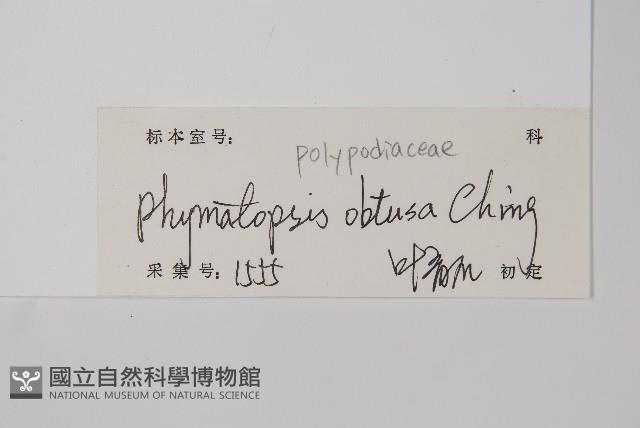 标本室号: 科
polypodiaceae
phymatopsis obtusa Ching
采集号: 1555 初定
國立自然科學博物館
NATIONAL MUSEUM OF NATURAL SCIENCE